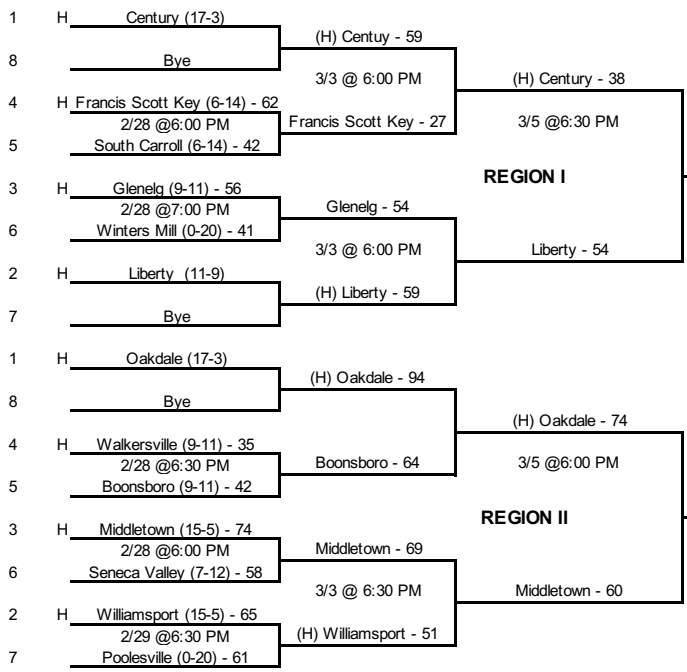 1 H Century (17-3)
(H) Centuy - 59
8 Bye
3/3 @ 6:00 PM
(H) Century - 38
4 H Francis Scott Key (6-14) - 62
2/28 @6:00 PM
Francis Scott Key - 27
3/5 @6:30 PM
5 South Carroll (6-14) - 42
REGION I
3 H Glenelg (9-11) - 56
2/28 @7:00 PM
Glenelg - 54
6 Winters Mill (0-20) - 41
3/3 @ 6:00 PM
Liberty - 54
2 H Liberty (11-9)
(H) Liberty - 59
7 Bye
1 H Oakdale (17-3)
(H) Oakdale - 94
8 Bye
(H) Oakdale - 74
4 H Walkersville (9-11) - 35
2/28 @6:30 PM
Boonsboro - 64
3/5 @6:00 PM
5 Boonsboro (9-11) - 42
REGION II
3 H Middletown (15-5) - 74
2/28 @6:00 PM
Middletown - 69
6 Seneca Valley (7-12) - 58
3/3 @ 6:30 PM
Middletown - 60
2 H Williamsport (15-5) - 65
2/29 @6:30 PM
(H) Williamsport - 51
7 Poolesville (0-20) - 61